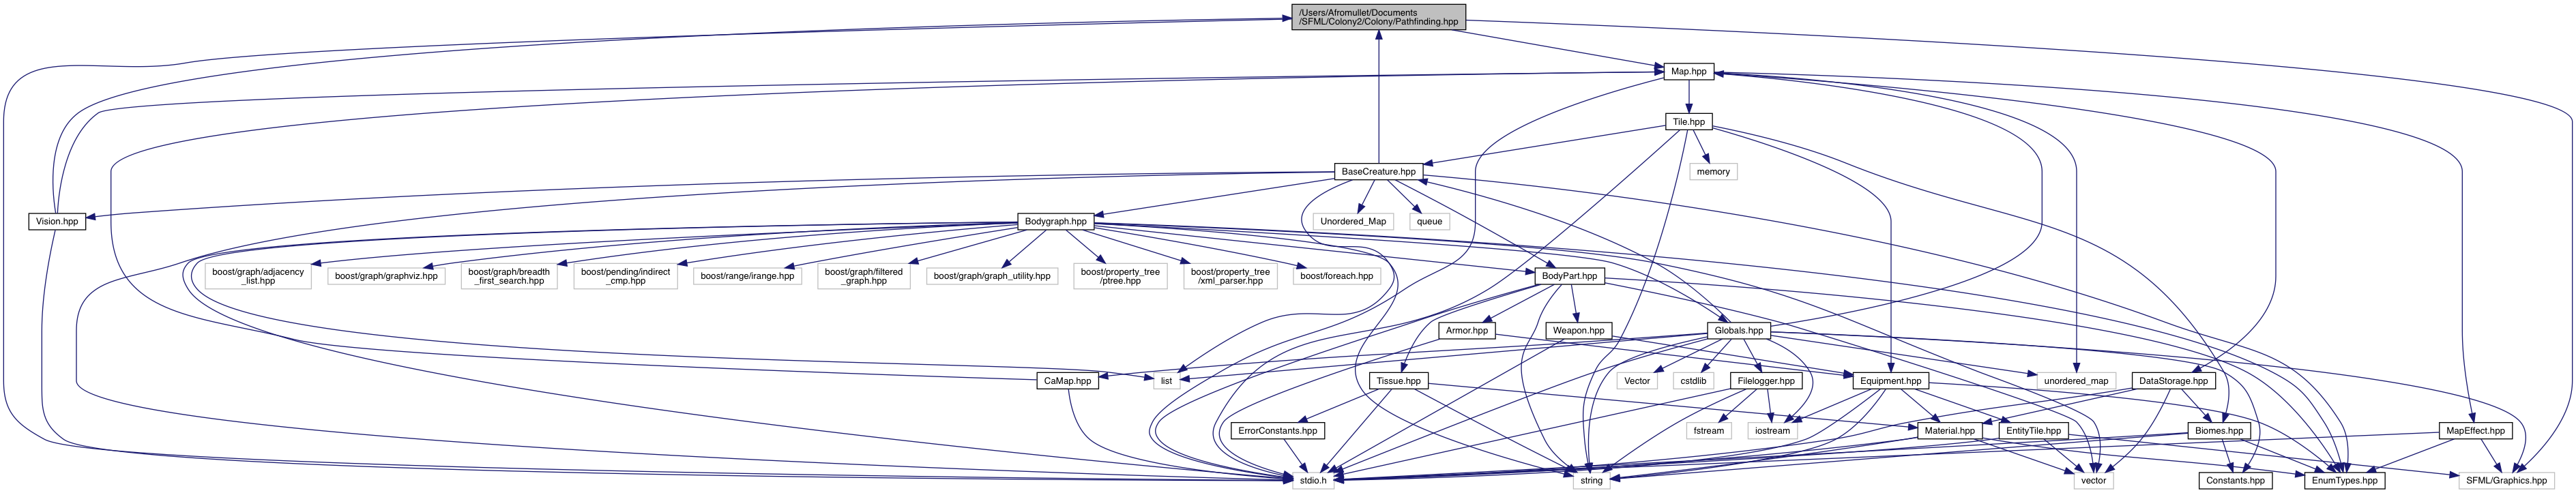 /Users/Afromullet/Documents
/SFML/Colony2/Colony/Pathfinding.hpp
Map.hpp
Tile.hpp
BaseCreature.hpp
memory
Vision.hpp
Bodygraph.hpp
Unordered_Map
queue
boost/graph/adjacency
_list.hpp
boost/graph/graphviz.hpp
boost/graph/breadth
_first_search.hpp
boost/pending/indirect
_cmp.hpp
boost/range/irange.hpp
boost/graph/filtered
_graph.hpp
boost/graph/graph_utility.hpp
boost/property_tree
/ptree.hpp
boost/property_tree
/xml_parser.hpp
boost/foreach.hpp
BodyPart.hpp
Armor.hpp
Weapon.hpp
Globals.hpp
CaMap.hpp
list
Tissue.hpp
Vector
cstdlib
Filelogger.hpp
Equipment.hpp
unordered_map
DataStorage.hpp
ErrorConstants.hpp
fstream
iostream
Material.hpp
EntityTile.hpp
Biomes.hpp
MapEffect.hpp
stdio.h
string
vector
Constants.hpp
EnumTypes.hpp
SFML/Graphics.hpp